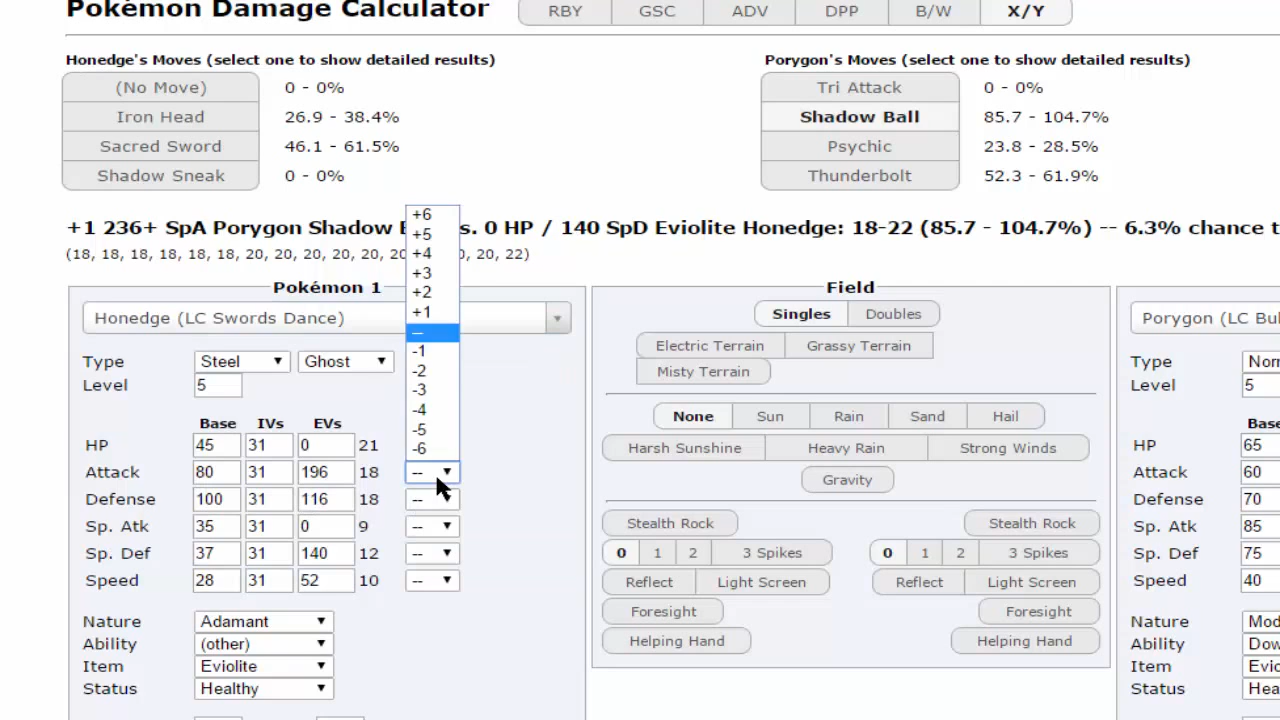 Pokémon Damage Calculator
RBY GSC ADV DPP B/W X/Y
Honedge's Moves (select one to show detailed results)
(No Move) 0 - 0%
Iron Head 26.9 - 38.4%
Sacred Sword 46.1 - 61.5%
Shadow Sneak 0 - 0%
Porygon's Moves (select one to show detailed results)
Tri Attack 0 - 0%
Shadow Ball 85.7 - 104.7%
Psychic 23.8 - 28.5%
Thunderbolt 52.3 - 61.9%
+1 236+ SpA Porygon Shadow s. 0 HP / 140 SpD Eviolite Honedge: 18-22 (85.7 - 104.7%) -- 6.3% chance t
(18, 18, 18, 18, 18, 18, 20, 20, 20, 20, 20, 20, 22)
+6
+5
+4
+3
+2
+1
--
-1
-2
-3
-4
-5
-6
Pokémon 1
Honedge (LC Swords Dance)
Type Steel Ghost
Level 5
Base IVs EVs
HP 45 31 0 21
Attack 80 31 196 18 --
Defense 100 31 116 18 --
Sp. Atk 35 31 0 9 --
Sp. Def 37 31 140 12 --
Speed 28 31 52 10 --
Nature Adamant
Ability (other)
Item Eviolite
Status Healthy
Field
Singles Doubles
Electric Terrain Grassy Terrain
Misty Terrain
None Sun Rain Sand Hail
Harsh Sunshine Heavy Rain Strong Winds
Gravity
Stealth Rock Stealth Rock
0 1 2 3 Spikes 0 1 2 3 Spikes
Reflect Light Screen Reflect Light Screen
Foresight Foresight
Helping Hand Helping Hand
Porygon (LC Bu
Type Nor
Level 5
Base
HP 65
Attack 60
Defense 70
Sp. Atk 85
Sp. Def 75
Speed 40
Nature Mod
Ability Dow
Item Evio
Status Hea